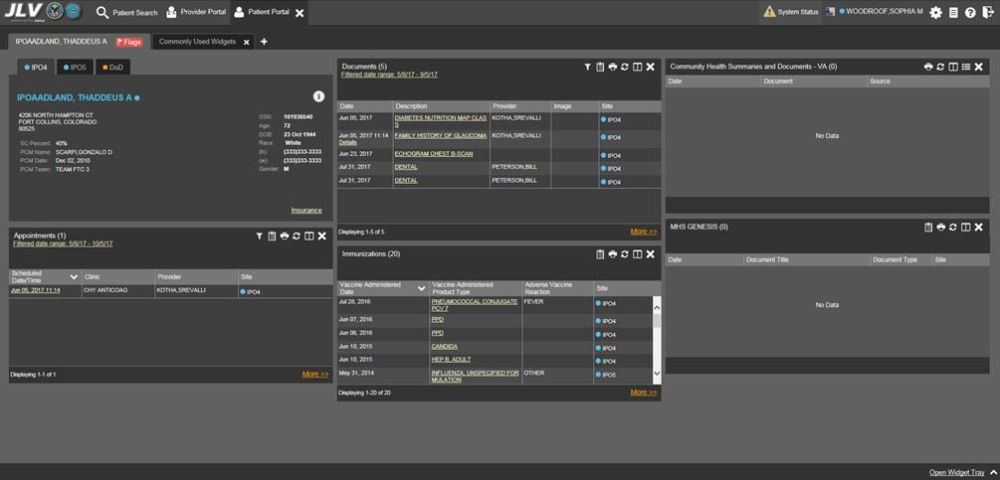 JLV
powered by Janus
Patient Search
Provider Portal
Patient Portal
System Status
WOODROOF,SOPHIA M
IPOAADLAND, THADDEUS A
Flags
Commonly Used Widgets
IPO4
IPO5
DoD
IPOAADLAND, THADDEUS A
4206 NORTH HAMPTON CT
FORT COLLINS, COLORADO
80525
SC Percent: 40%
PCM Name: SCARFI,GONZALO D
PCM Date: Dec 02, 2010
PCM Team: TEAM FTC 3
SSN: 101936540
Age: 72
DOB: 23 Oct 1944
Race: White
(h): (333)333-3333
(w): (333)333-3333
Gender: M
Insurance
Appointments (1)
Filtered date range: 5/8/17 - 10/5/17
Scheduled Date/Time Clinic Provider Site
Jun 05, 2017 11:14 CHY ANTICOAG KOTHA,SREVALLI IPO4
Displaying 1-1 of 1
More >>
Documents (5)
Filtered date range: 5/8/17 - 9/5/17
Date Description Provider Image Site
Jun 05, 2017 DIABETES NUTRITION MAP CLAS
S KOTHA,SREVALLI IPO4
Jun 05, 2017 11:14 FAMILY HISTORY OF GLAUCOMA KOTHA,SREVALLI IPO4
Details
Jun 23, 2017 ECHOGRAM CHEST B-SCAN IPO4
Jul 31, 2017 DENTAL PETERSON,BILL IPO4
Jul 31, 2017 DENTAL PETERSON,BILL IPO4
Displaying 1-5 of 5
More >>
Immunizations (20)
Vaccine Administered Date Vaccine Administered Product Type Adverse Vaccine Reaction Site
Jul 28, 2016 PNEUMOCOCCAL CONJUGATE
PCV 7 FEVER IPO4
Jun 07, 2016 PPD IPO4
Jun 06, 2016 PPD IPO4
Jun 10, 2015 CANDIDA IPO4
Jun 10, 2015 HEP B, ADULT IPO4
May 31, 2014 INFLUENZA, UNSPECIFIED FOR
MULATION OTHER IPO5
Displaying 1-20 of 20
More >>
Community Health Summaries and Documents - VA (0)
Date Document Source
No Data
MHS GENESIS (0)
Date Document Title Document Type Site
No Data
Open Widget Tray